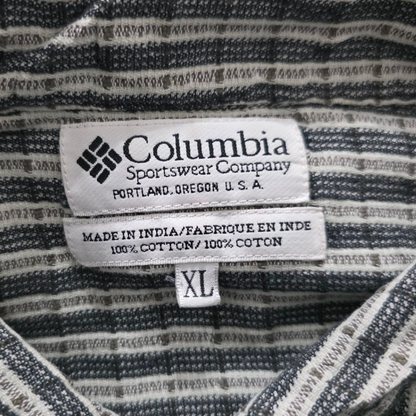 Columbia
Sportswear Company
PORTLAND, OREGON U. S. A.
MADE IN INDIA/FABRIQUE EN INDE
100% COTTON/100% COTON
XL